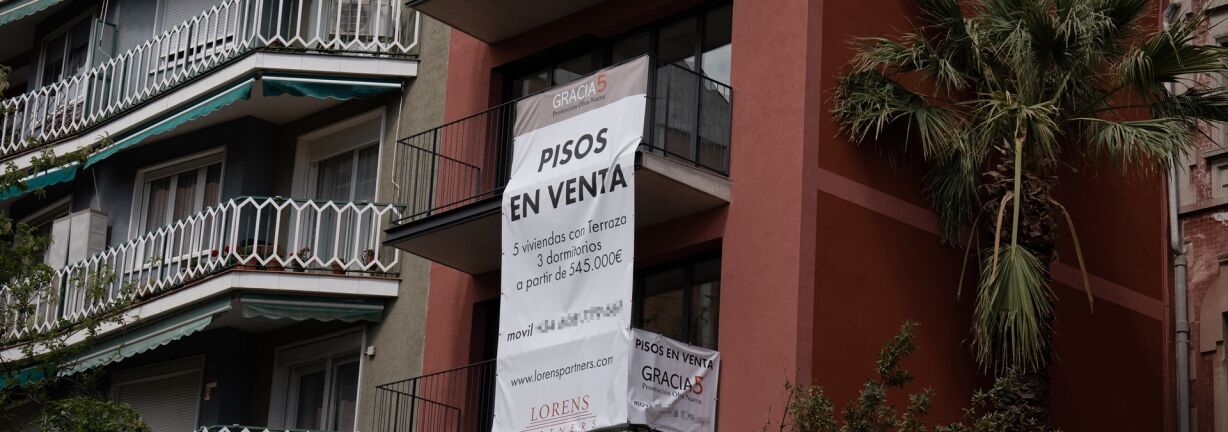 GRACIA5
Promoción Obra Nueva
PISOS
EN VENTA
5 viviendas con Terraza
3 dormitorios
a partir de 545.000€
movil
www.lorenspartners.com
LORENS
PARTNERS
PISOS EN VENTA
GRACIA5
Promoción Obra Nueva